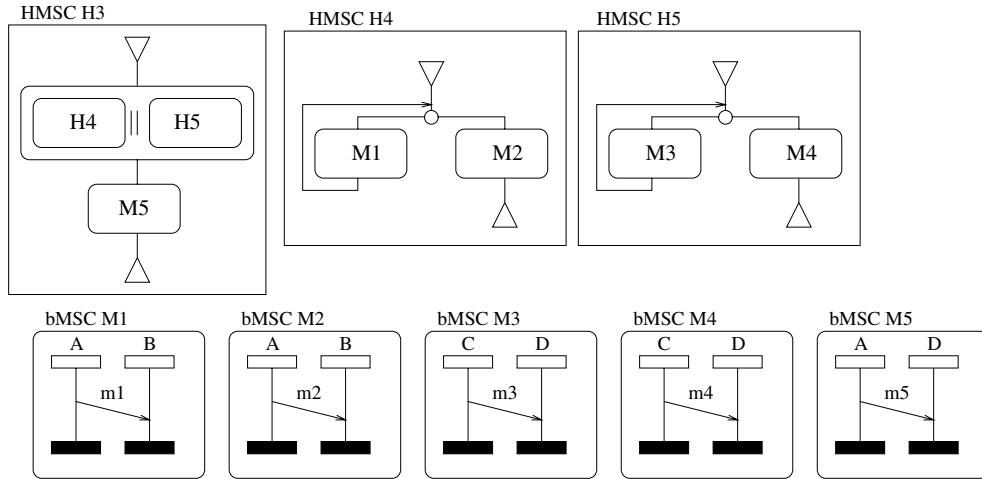 HMSC H3
HMSC H4
HMSC H5
H4 || H5
M5
M1 M2
M3 M4
bMSC M1
A B
m1
bMSC M2
A B
m2
bMSC M3
C D
m3
bMSC M4
C D
m4
bMSC M5
A D
m5